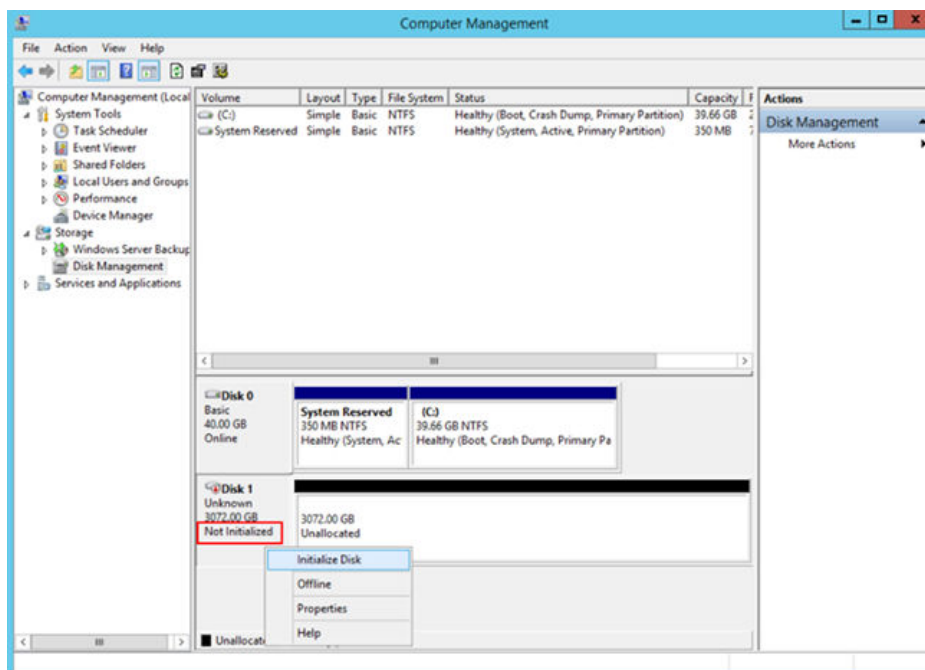 Computer Management
File Action View Help
Computer Management (Local
System Tools
Task Scheduler
Event Viewer
Shared Folders
Local Users and Groups
Performance
Device Manager
Storage
Windows Server Backup
Disk Management
Services and Applications
Volume Layout Type File System Status Capacity F
(C:) Simple Basic NTFS Healthy (Boot, Crash Dump, Primary Partition) 39.66 GB
System Reserved Simple Basic NTFS Healthy (System, Active, Primary Partition) 350 MB
Actions
Disk Management
More Actions
Disk 0
Basic
40.00 GB
Online
System Reserved
350 MB NTFS
Healthy (System, Ac
(C:)
39.66 GB NTFS
Healthy (Boot, Crash Dump, Primary Pa
Disk 1
Unknown
3072.00 GB
Not Initialized
3072.00 GB
Unallocated
Initialize Disk
Offline
Properties
Help
Unallocat